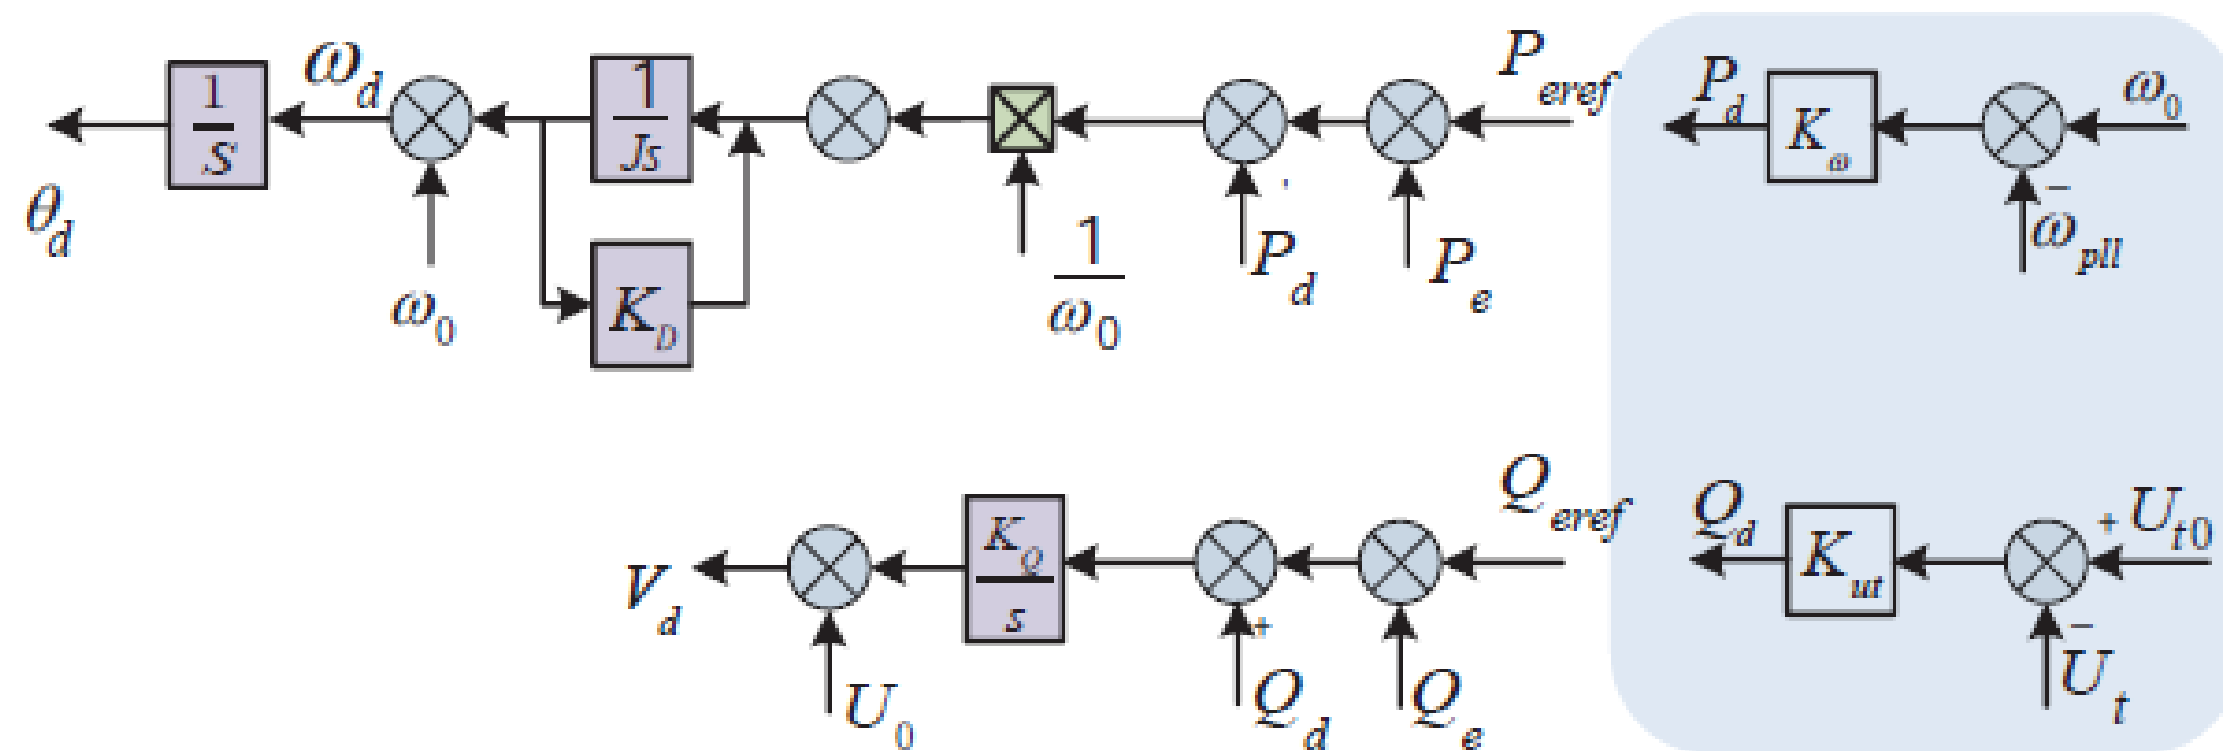 θd
1/S
ωd
ω0
1/Js
KD
1/ω0
Pd
Pe
Peref
Pd
Kω
ω0
−
ωpll
Vd
U0
KQ/s
+
Qd
Qe
Qeref
Qd
Kut
+ Ut0
−
Ut